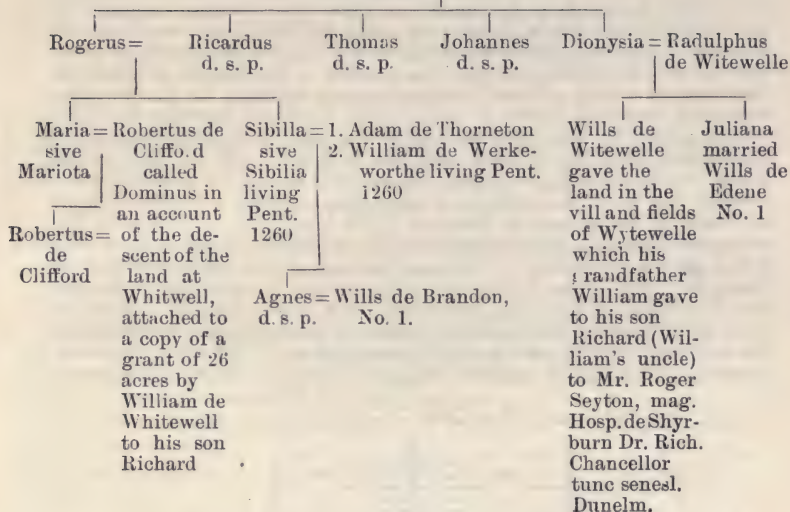 Rogerus=
Ricardus
d. s. p.
Thomas
d. s. p.
Johannes
d. s. p.
Dionysia = Radulphus
de Witewelle
Maria=
sive
Mariota
Robertus de
Cliffo.d
called
Dominus in
an account
of the de-
scent of the
land at
Whitwell,
attached to
a copy of a
grant of 26
acres by
William de
Whitewell
to his son
Richard
Robertus=
de
Clifford
Sibilla=
sive
Sibilia
living
Pent.
1260
1. Adam de Thorneton
2. William de Werke-
worthe living Pent.
1260
Agnes= Wills de Brandon,
d. s. p. No. 1.
Wills de
Witewelle
gave the
land in the
vill and fields
of Wytewelle
which his
randfather
William gave
to his son
Richard (Wil-
liam's uncle)
to Mr. Roger
Seyton, mag.
Hosp. de Shyr-
burn Dr. Rich.
Chancellor
tunc senesl.
Dunelm.
Juliana
married
Wills de
Edene
No. 1